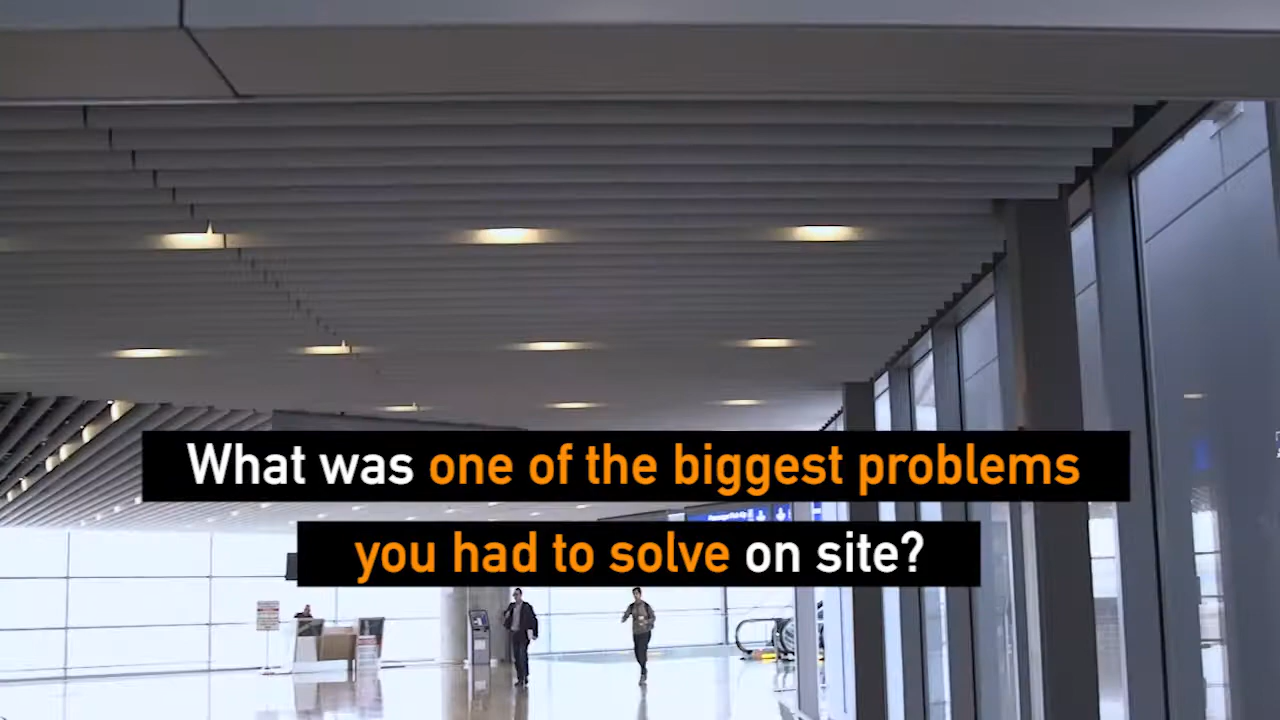 What was one of the biggest problems
you had to solve on site?